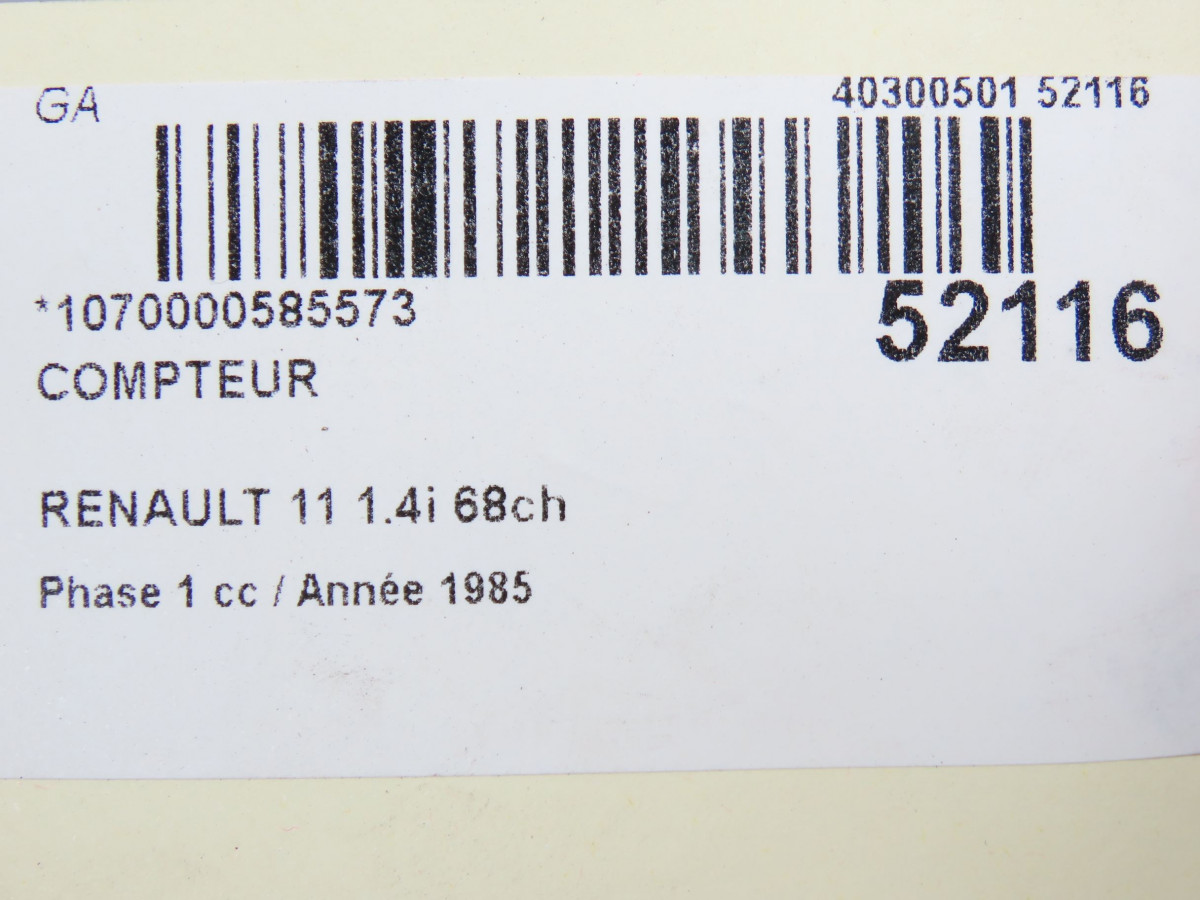 GA 40300501 52116
*1070000585573
52116
COMPTEUR
RENAULT 11 1.4i 68ch
Phase 1 cc / Année 1985